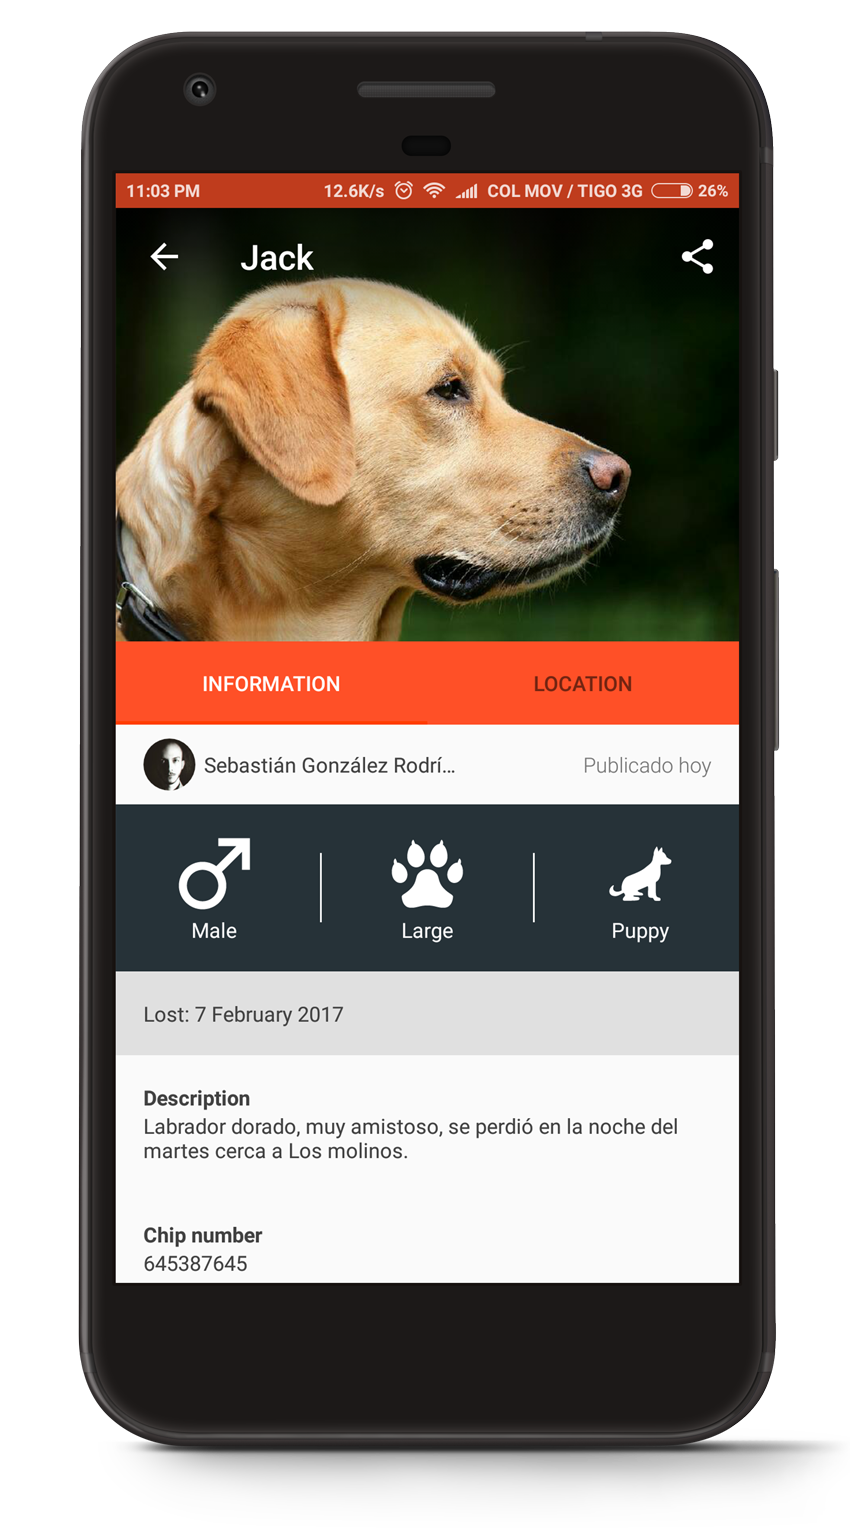 11:03 PM 12.6K/s COL MOV / TIGO 3G 26%
Jack
INFORMATION LOCATION
Sebastián González Rodrí... Publicado hoy
Male Large Puppy
Lost: 7 February 2017
Description
Labrador dorado, muy amistoso, se perdió en la noche del
martes cerca a Los molinos.
Chip number
645387645